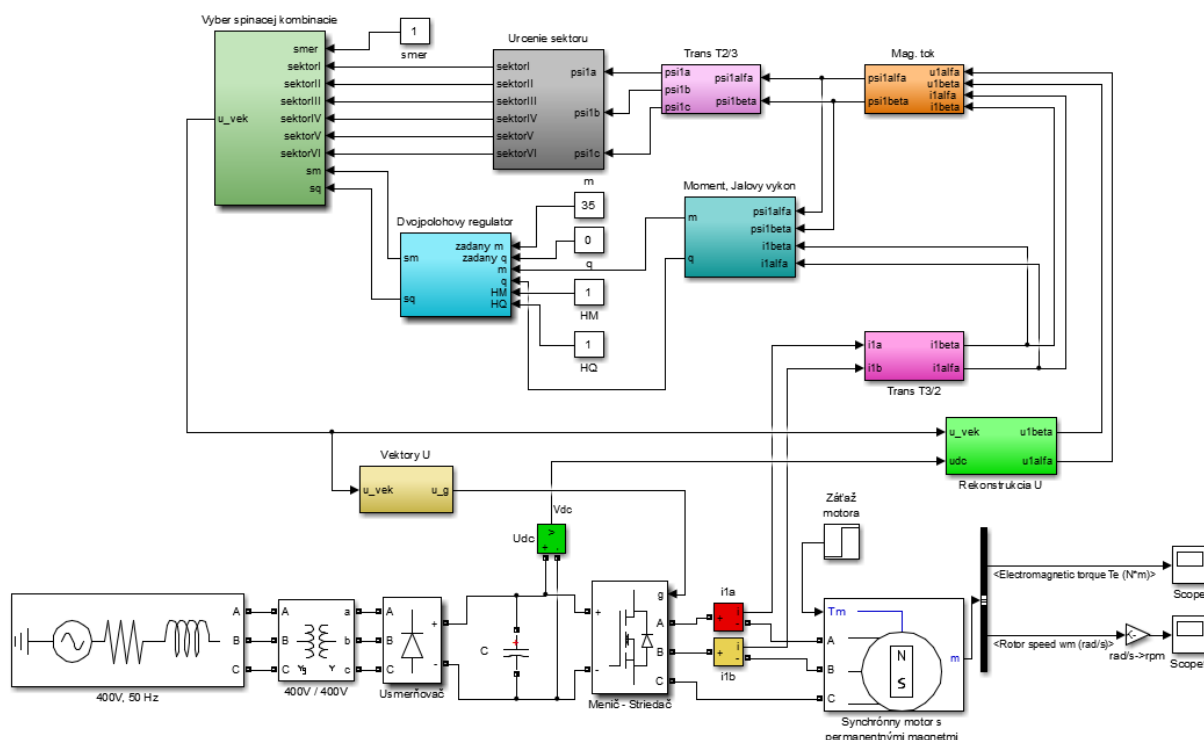 Vyber spinacej kombinacie
smer
sektorI
sektorII
sektorIII
sektorIV
sektorV
sektorVI
sm
sq
u_vek
1
smer
Urcenie sektoru
sektorI
sektorII
sektorIII
sektorIV
sektorV
sektorVI
psi1a
psi1b
psi1c
Trans T2/3
psi1a
psi1b
psi1c
psi1alfa
psi1beta
Mag. tok
psi1alfa
psi1beta
u1alfa
u1beta
i1alfa
i1beta
m
35
0
q
1
HM
1
HQ
Dvojpolohovy regulator
sm
sq
zadany m
zadany q
m
q
HM
HQ
Moment, Jalovy vykon
m
q
psi1alfa
psi1beta
i1beta
i1alfa
i1a
i1b
i1beta
i1alfa
Trans T3/2
u_vek
udc
u1beta
u1alfa
Rekonstrukcia U
Vektory U
u_vek
u_g
Vdc
Udc
>
+ -
Záťaž
motora
A
B
C
400V, 50 Hz
A
B
C
a
b
c
Yg
Y
400V / 400V
A
B
C
+
-
Usmerňovač
C
+
+
-
g
A
B
C
Menič - Striedač
i1a
+
i
-
+
i
-
i1b
Tm
A
B
C
N
S
m
Synchrónny motor s
permanentnými magnetmi
<Electromagnetic torque Te (N*m)>
<Rotor speed wm (rad/s)>
-K-
rad/s->rpm
Scope
Scope1